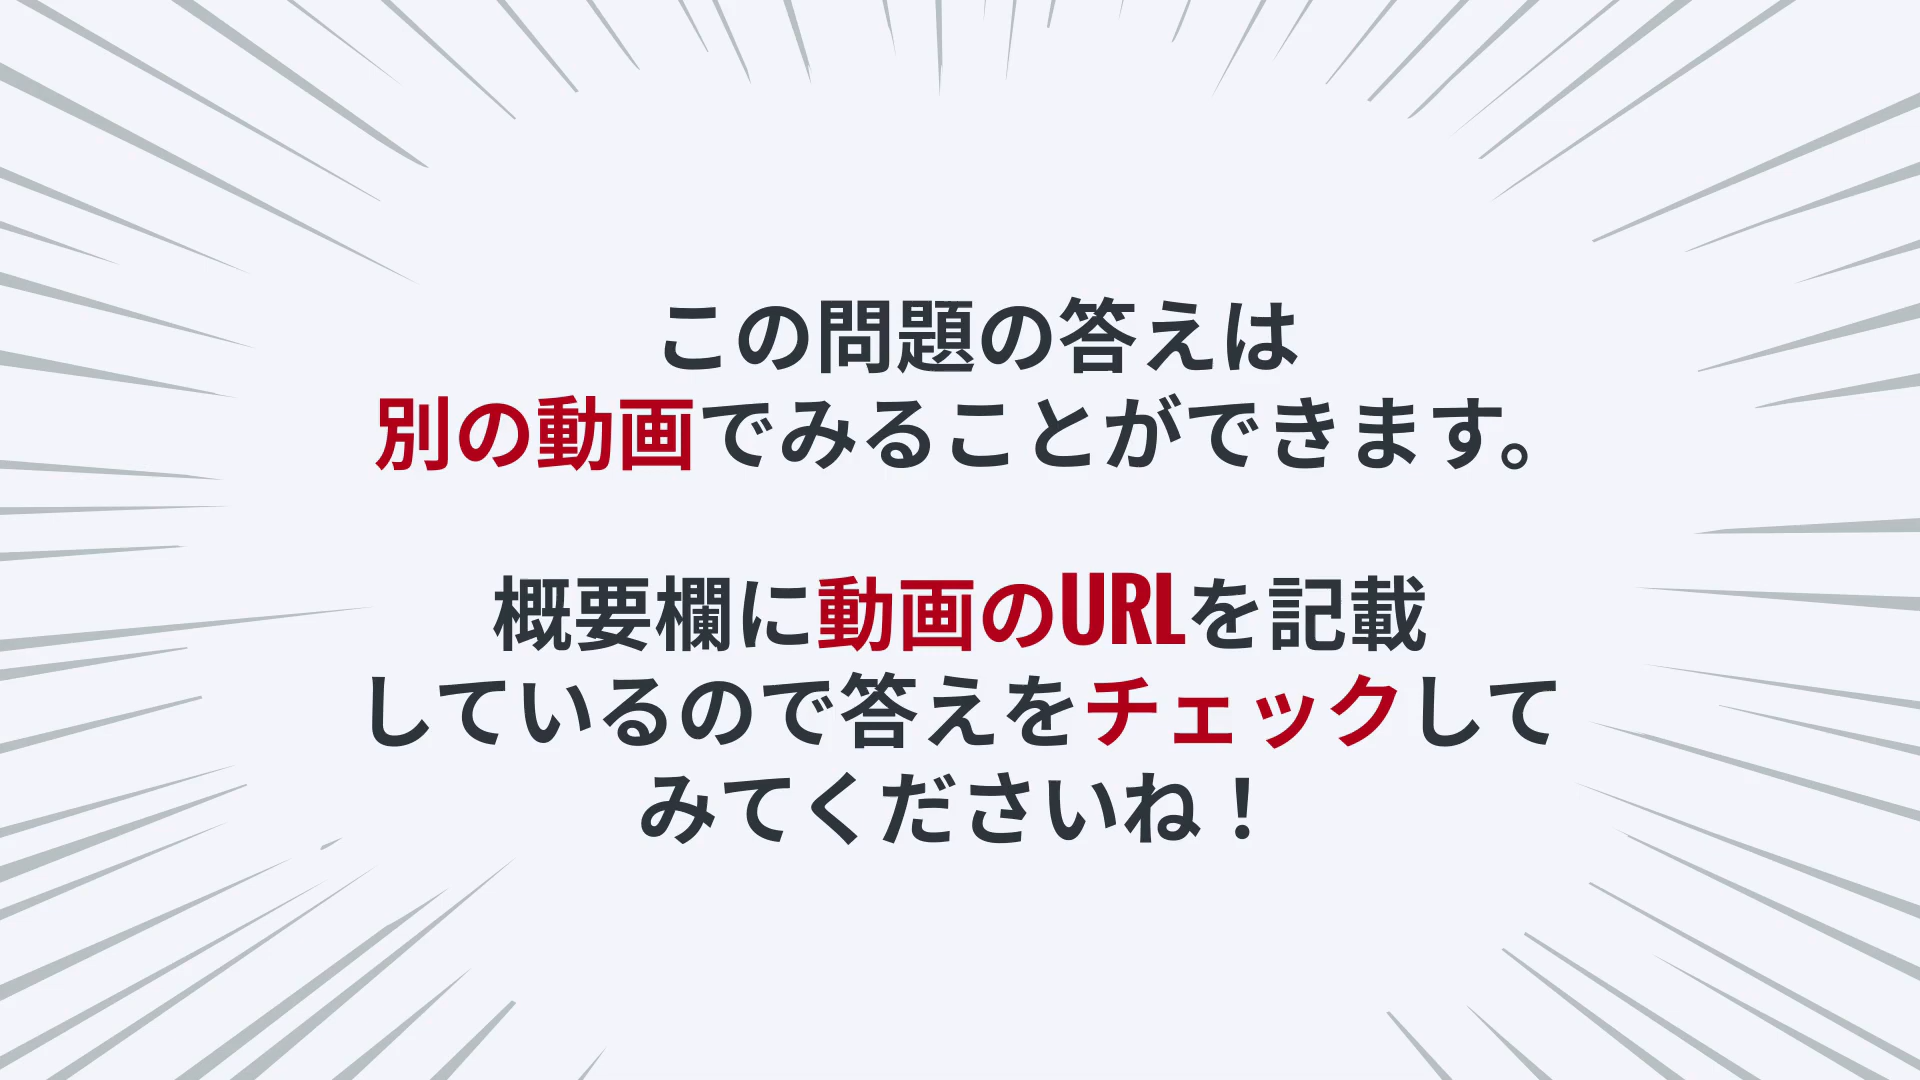 この問題の答えは
別の動画でみることができます。
概要欄に動画のURLを記載
しているので答えをチェックして
みてくださいね！